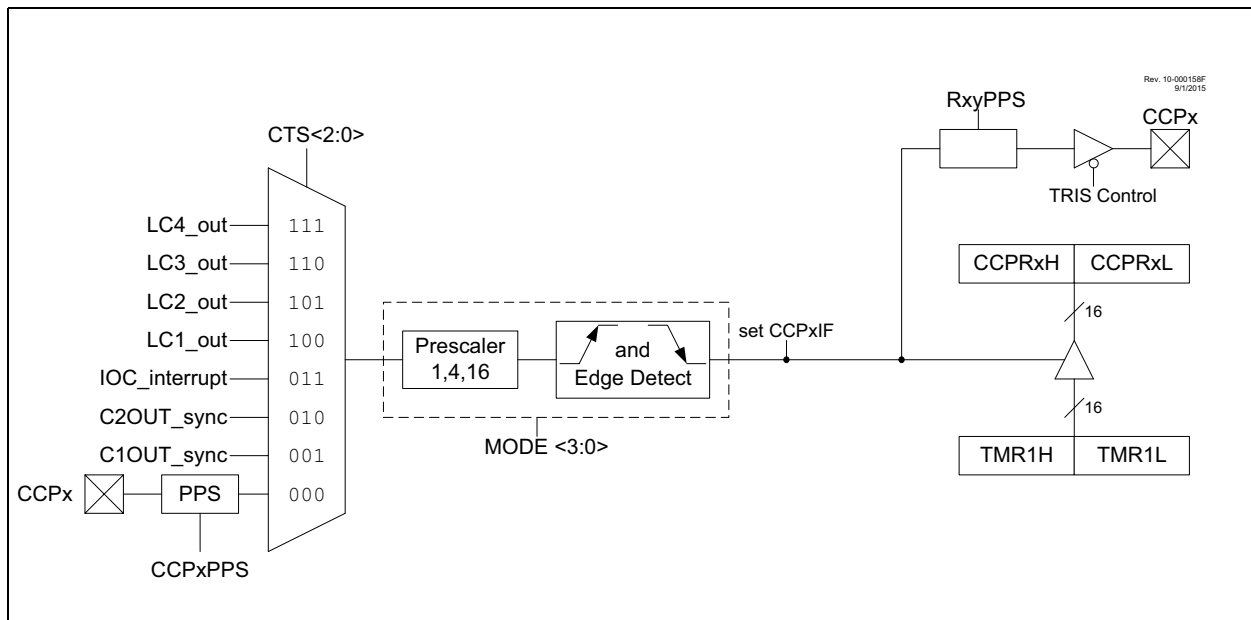 Rev. 10-000158F
9/1/2015
RxyPPS
CCPx
CTS<2:0>
TRIS Control
LC4_out
111
LC3_out
110
CCPRxH
CCPRxL
LC2_out
101
16
LC1_out
100
set CCPxIF
Prescaler
1,4,16
and
Edge Detect
IOC_interrupt
011
C2OUT_sync
010
16
MODE <3:0>
C1OUT_sync
001
TMR1H
TMR1L
CCPx
PPS
000
CCPxPPS